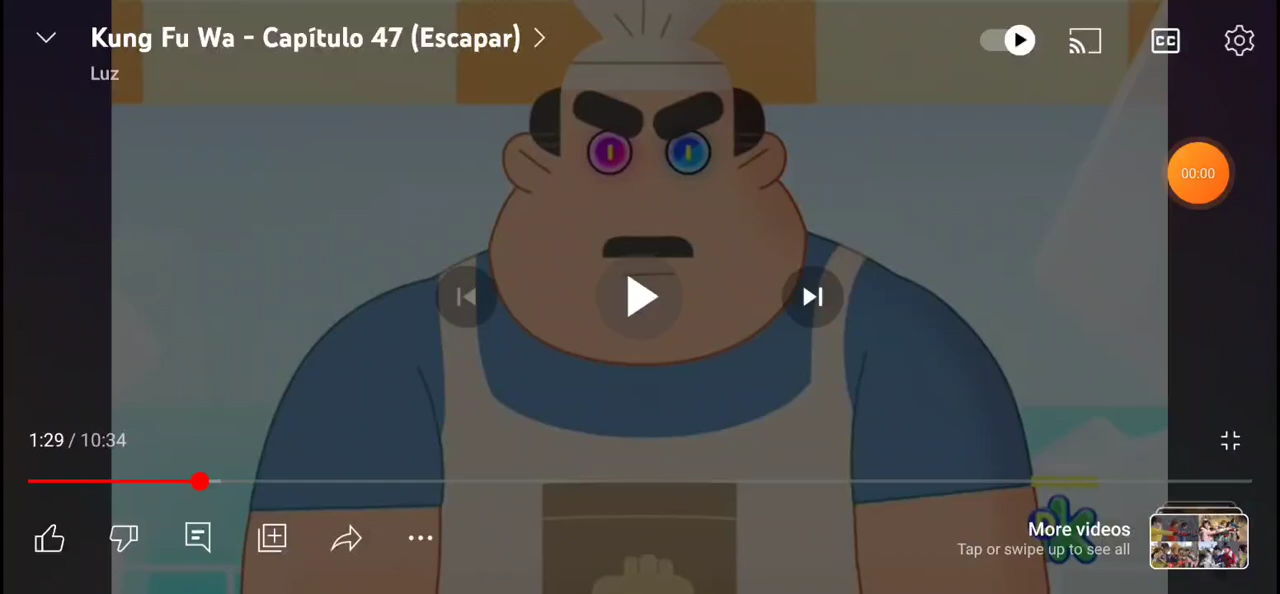 Kung Fu Wa - Capítulo 47 (Escapar)
Luz
CC
00:00
1:29 / 10:34
More videos
Tap or swipe up to see all